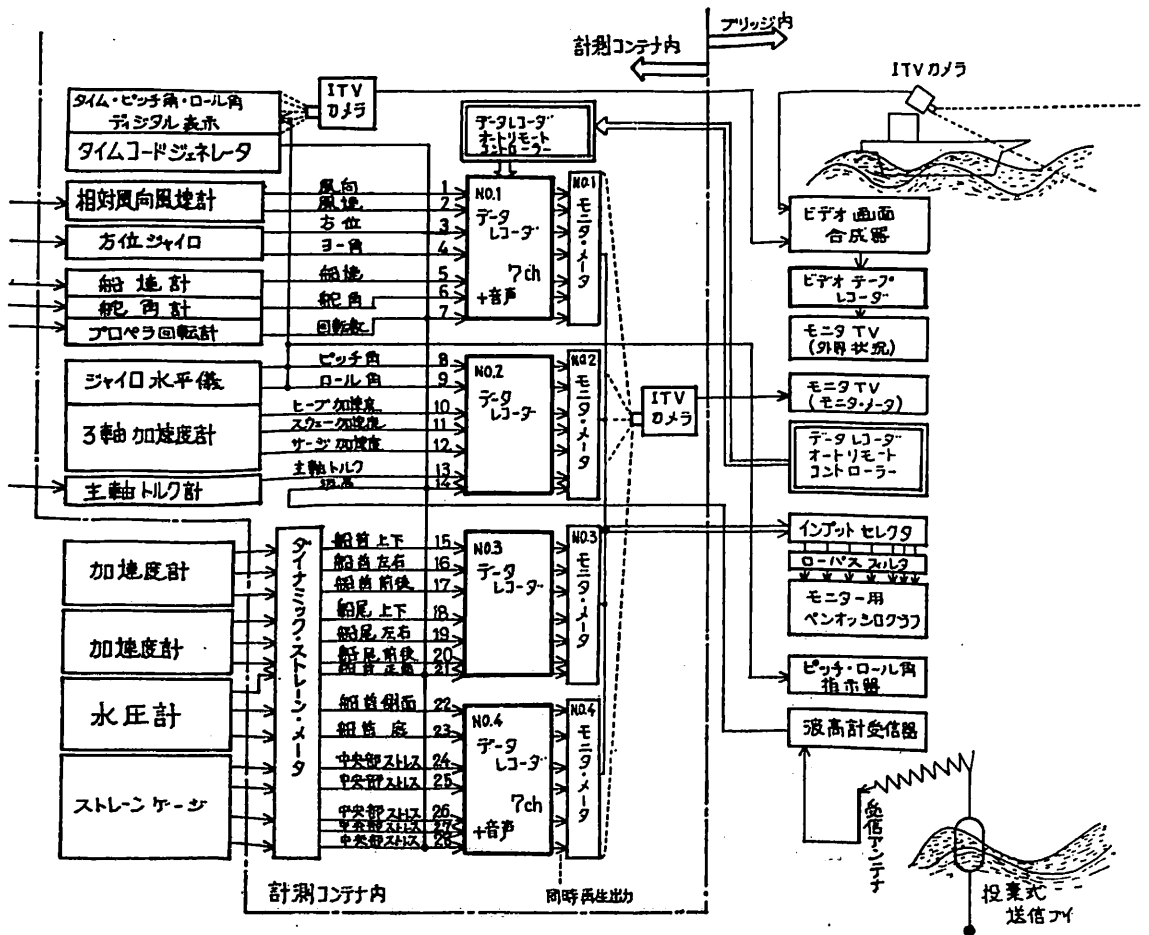 ブリッジ内
計測コンテナ内
ITV カメラ
ITV
カメラ
タイム・ピッチ角・ロール角
ディジタル表示
タイムコードジェネレータ
データレコーダ
オートリモート
コントローラー
相対風向風速計
方位ジャイロ
船速計
舵角計
プロペラ回転計
風向 1
風速 2
方位 3
ヨー角 4
船速 5
舵角 6
回転数 7
NO.1
データ
レコーダ
7ch
+音声
NO.1
モニタ・メータ
ジャイロ水平儀
3軸加速度計
主軸トルク計
ピッチ角 8
ロール角 9
ヒーブ加速度 10
スウェー加速度 11
サージ加速度 12
主軸トルク 13
波高 14
NO.2
データ
レコーダ
NO.2
モニタ・メータ
ITV
カメラ
加速度計
加速度計
水圧計
ストレンゲージ
ダイナミック・ストレーン・メータ
船首上下 15
船首左右 16
船首前後 17
船尾上下 18
船尾左右 19
船尾前後 20
船首正面 21
NO.3
データ
レコーダ
NO.3
モニタ・メータ
船首側面 22
船首底 23
中央部ストレス 24
中央部ストレス 25
中央部ストレス 26
中央部ストレス 27
中央部ストレス 28
NO.4
データ
レコーダ
7ch
+音声
NO.4
モニタ・メータ
計測コンテナ内
同時再生出力
ビデオ画面
合成器
ビデオテープ
レコーダ
モニタTV
(外界状況)
モニタTV
(モニタ・メータ)
データレコーダ
オートリモート
コントローラー
インプットセレクタ
ローパスフィルタ
モニター用
ペンオッシログラフ
ピッチ・ロール角
指示器
波高計受信器
受信アンテナ
投棄式
送信ブイ